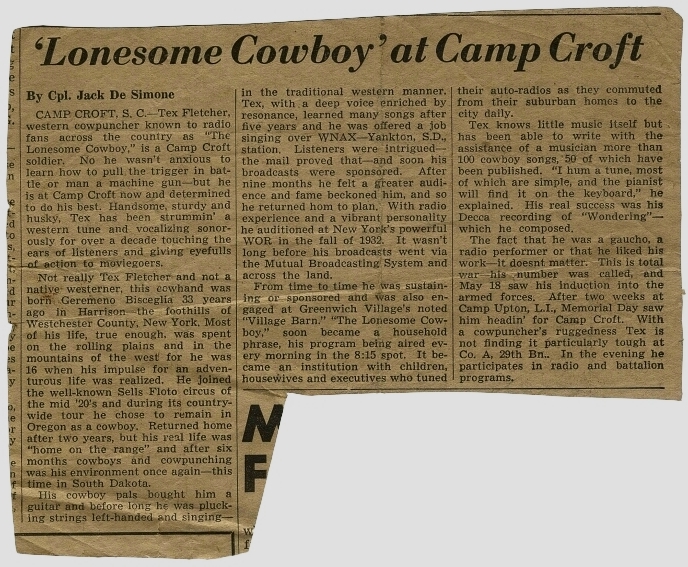 'Lonesome Cowboy' at Camp Croft
By Cpl. Jack De Simone
CAMP CROFT, S. C.—Tex Fletcher,
western cowpuncher known to radio
fans across the country as "The
Lonesome Cowboy," is a Camp Croft
soldier. No he wasn't anxious to
learn how to pull the trigger in bat-
tle or man a machine gun—but he
is at Camp Croft now and determined
to do his best. Handsome, sturdy and
husky, Tex has been strummin' a
western tune and vocalizing sonor-
ously for over a decade touching the
ears of listeners and giving eyefulls
of action to moviegoers.
Not really Tex Fletcher and not a
native westerner, this cowhand was
born Geremeno Bisceglia 33 years
ago in Harrison—the foothills of
Westchester County, New York. Most
of his life, true enough, was spent
on the rolling plains and in the
mountains of the west for he was
16 when his impulse for an adven-
turous life was realized. He joined
the well-known Sells Floto circus of
the mid '20's and during its country-
wide tour he chose to remain in
Oregon as a cowboy. Returned home
after two years, but his real life was
"home on the range" and after six
months cowboys and cowpunching
was his environment once again—this
time in South Dakota.
His cowboy pals bought him a
guitar and before long he was pluck-
ing strings left-handed and singing—
in the traditional western manner.
Tex, with a deep voice enriched by
resonance, learned many songs after
five years and he was offered a job
singing over WNAX—Yankton, S.D.,
station. Listeners were intrigued—
the mail proved that—and soon his
broadcasts were sponsored. After
nine months he felt a greater audi-
ence and fame beckoned him, and so
he returned hom to plan. With radio
experience and a vibrant personality
he auditioned at New York's powerful
WOR in the fall of 1932. It wasn't
long before his broadcasts went via
the Mutual Broadcasting System and
across the land.
From time to time he was sustain-
ing or sponsored and was also en-
gaged at Greenwich Village's noted
"Village Barn." "The Lonesome Cow-
boy," soon became a household
phrase, his program being aired ev-
ery morning in the 8:15 spot. It be-
came an institution with children,
housewives and executives who tuned
their auto-radios as they commuted
from their suburban homes to the
city daily.
Tex knows little music itself but
has been able to write with the
assistance of a musician more than
100 cowboy songs, 50 of which have
been published. "I hum a tune, most
of which are simple, and the pianist
will find it on the keyboard," he
explained. His real success was his
Decca recording of "Wondering"—
which he composed.
The fact that he was a gaucho, a
radio performer or that he liked his
work—it doesn't matter. This is total
war—his number was called, and
May 18 saw his induction into the
armed forces. After two weeks at
Camp Upton, L.I., Memorial Day saw
him headin' for Camp Croft. With
a cowpuncher's ruggedness Tex is
not finding it particularly tough at
Co. A, 29th Bn.. In the evening he
participates in radio and battalion
programs.
M
F